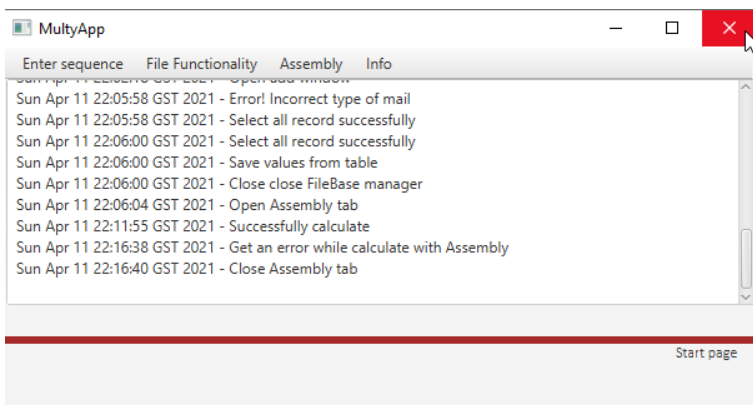 MultyApp
Enter sequence File Functionality Assembly Info
Sun Apr 11 22:05:58 GST 2021 - Error! Incorrect type of mail
Sun Apr 11 22:05:58 GST 2021 - Select all record successfully
Sun Apr 11 22:06:00 GST 2021 - Select all record successfully
Sun Apr 11 22:06:00 GST 2021 - Save values from table
Sun Apr 11 22:06:00 GST 2021 - Close close FileBase manager
Sun Apr 11 22:06:04 GST 2021 - Open Assembly tab
Sun Apr 11 22:11:55 GST 2021 - Successfully calculate
Sun Apr 11 22:16:38 GST 2021 - Get an error while calculate with Assembly
Sun Apr 11 22:16:40 GST 2021 - Close Assembly tab
Start page